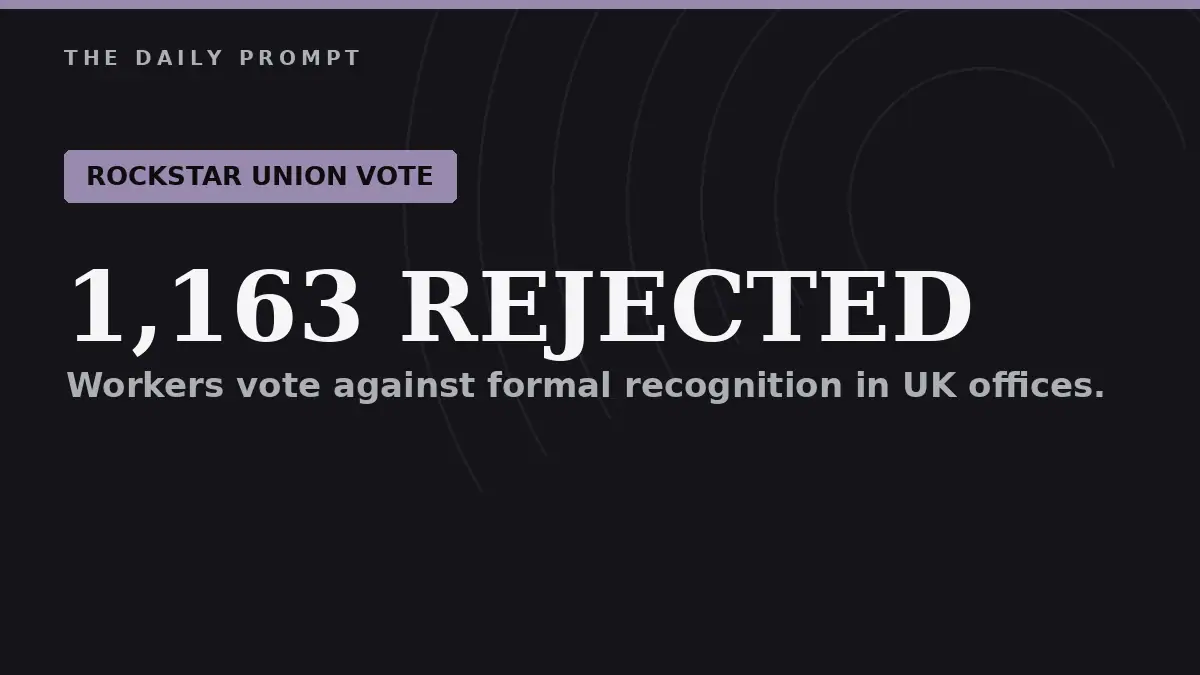 THE DAILY PROMPT
ROCKSTAR UNION VOTE
1,163 REJECTED
Workers vote against formal recognition in UK offices.